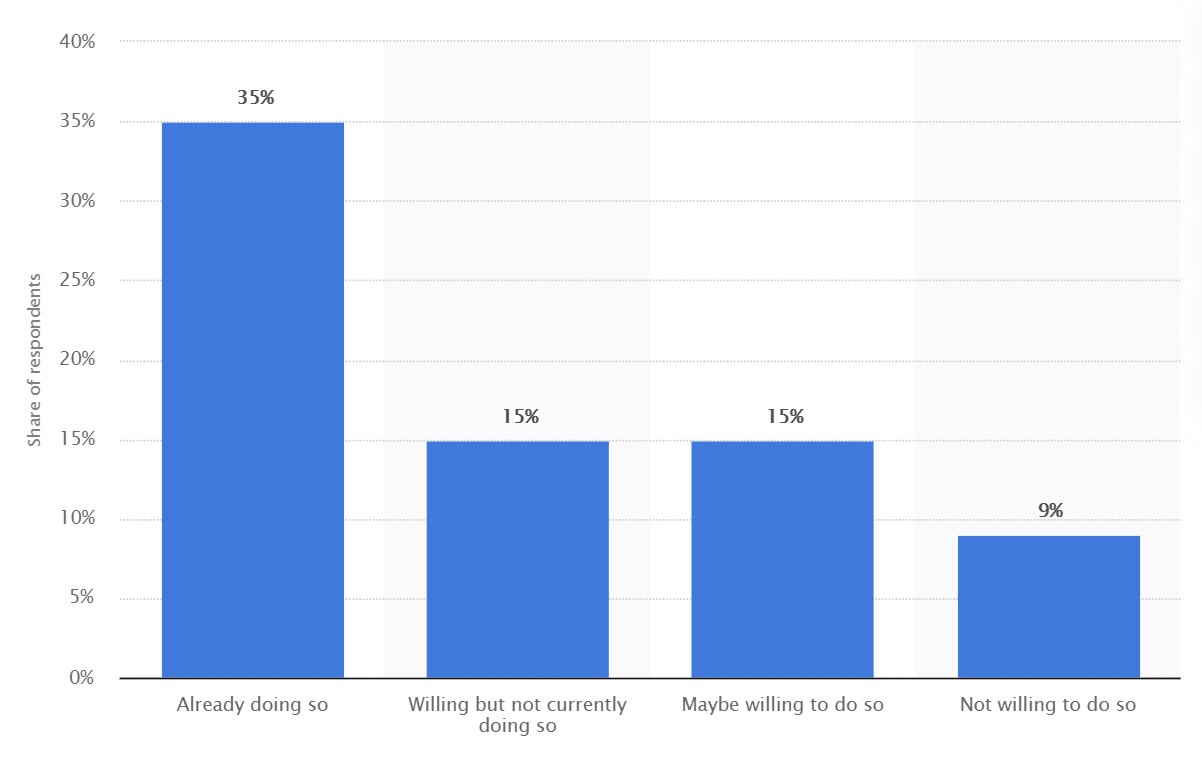 40%
35%
30%
25%
20%
15%
10%
5%
0%
Share of respondents
35%
15%
15%
9%
Already doing so
Willing but not currently
doing so
Maybe willing to do so
Not willing to do so